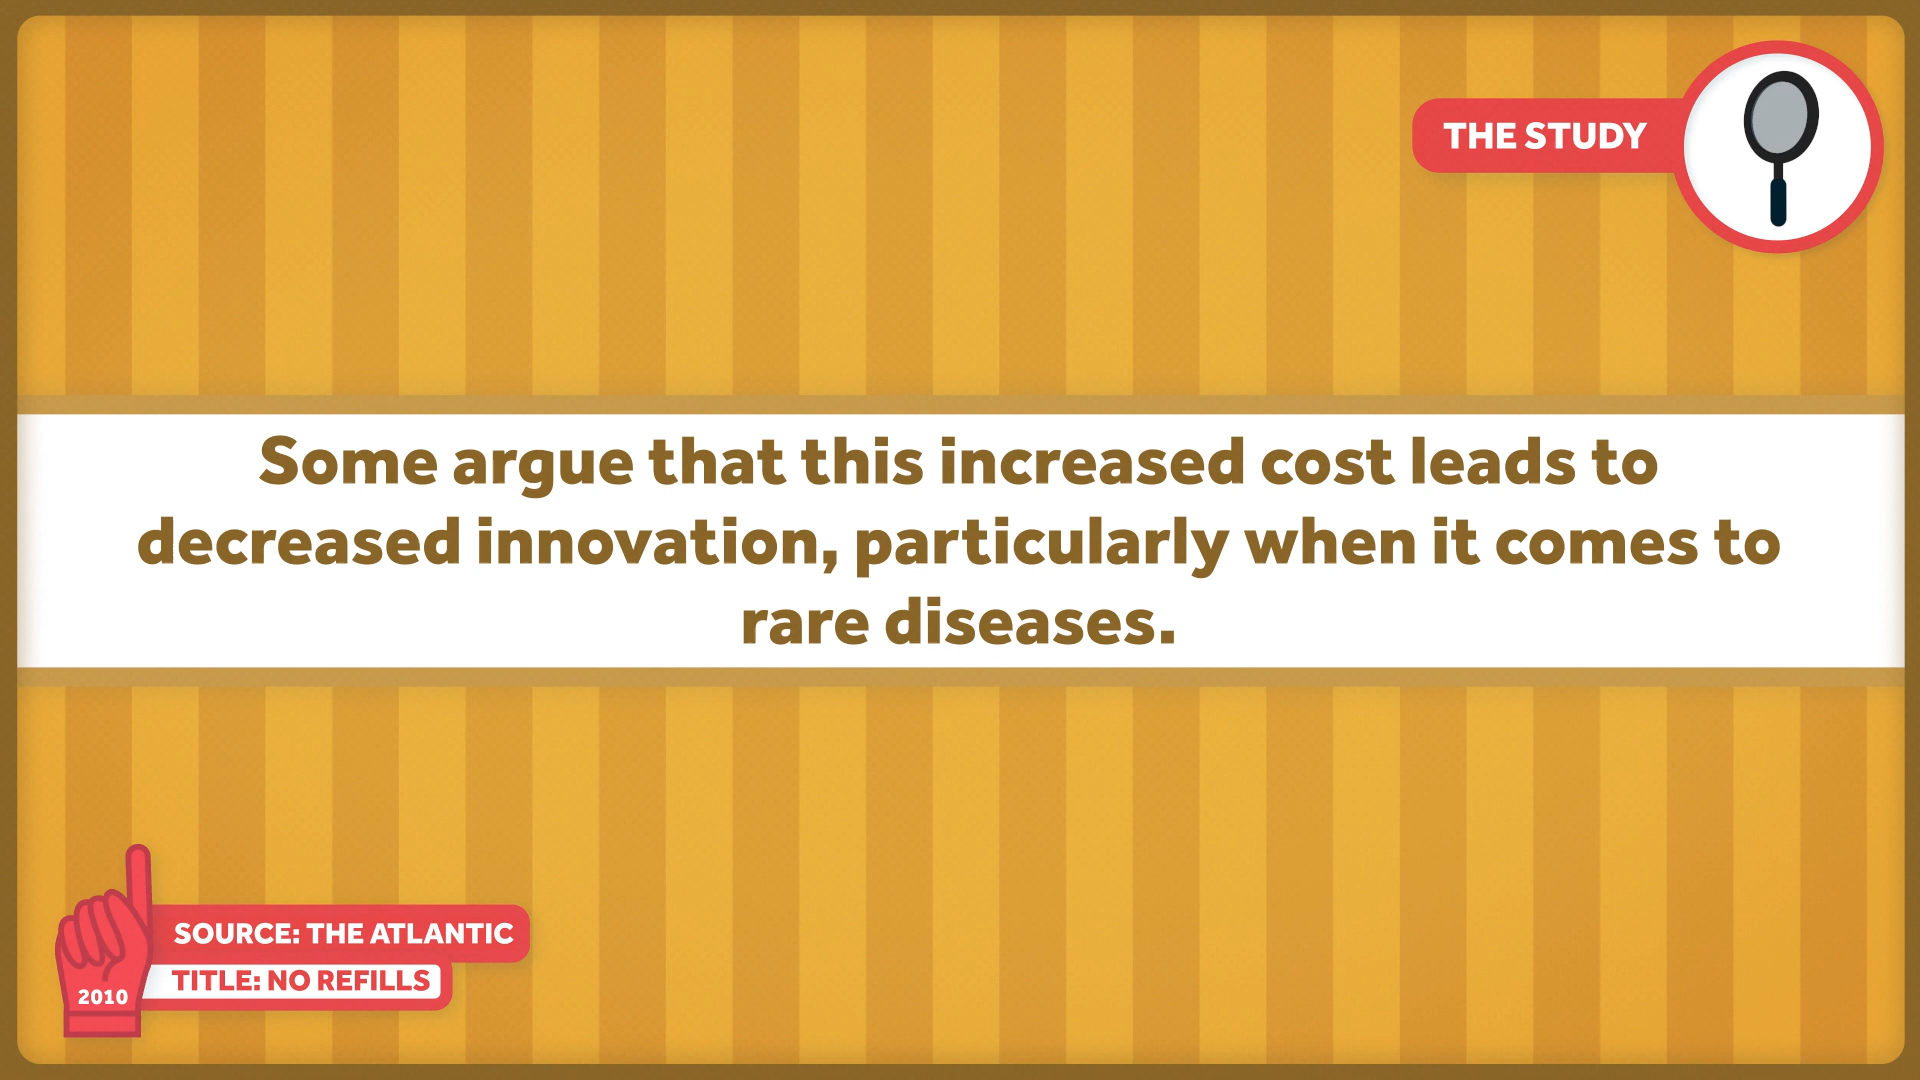 THE STUDY
Some argue that this increased cost leads to
decreased innovation, particularly when it comes to
rare diseases.
SOURCE: THE ATLANTIC
TITLE: NO REFILLS
2010